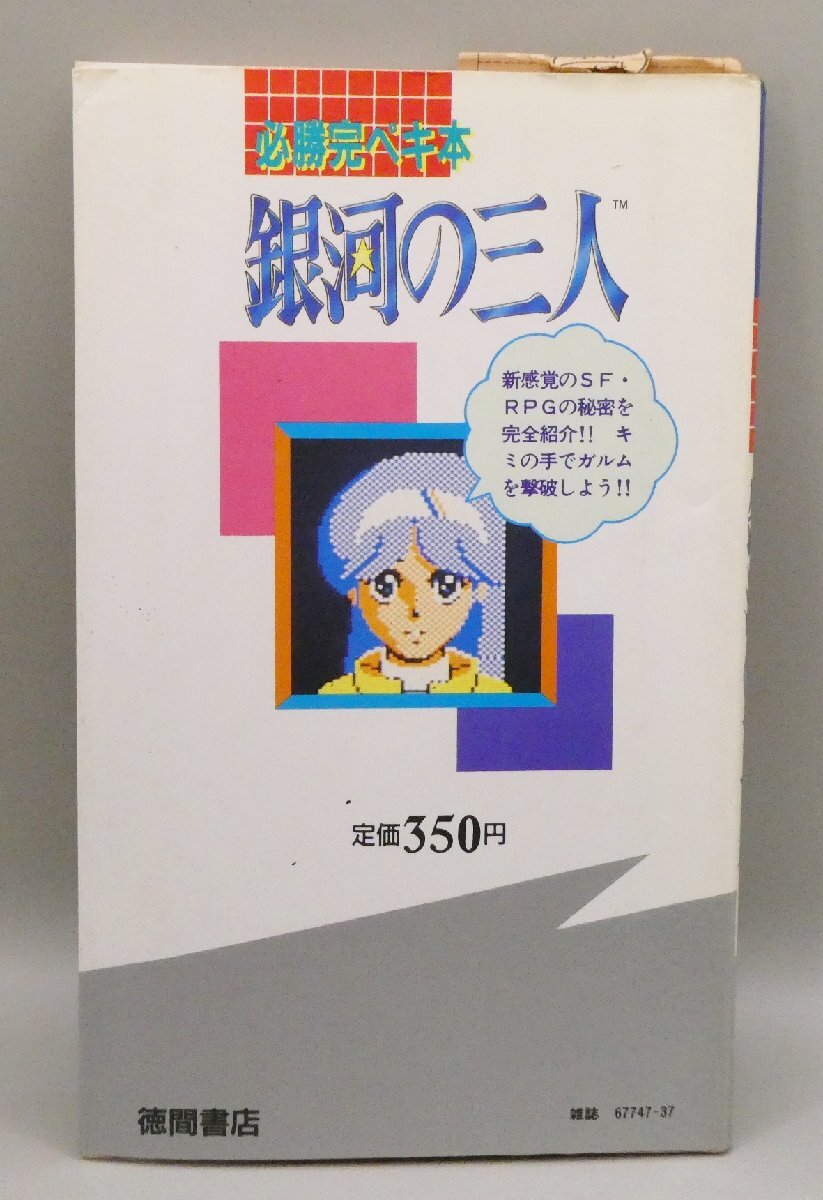 必勝完ペキ本
銀河の三人™
新感覚のSF・
RPGの秘密を
完全紹介!! キ
ミの手でガルム
を撃破しよう!!
定価350円
徳間書店
雑誌 67747-37